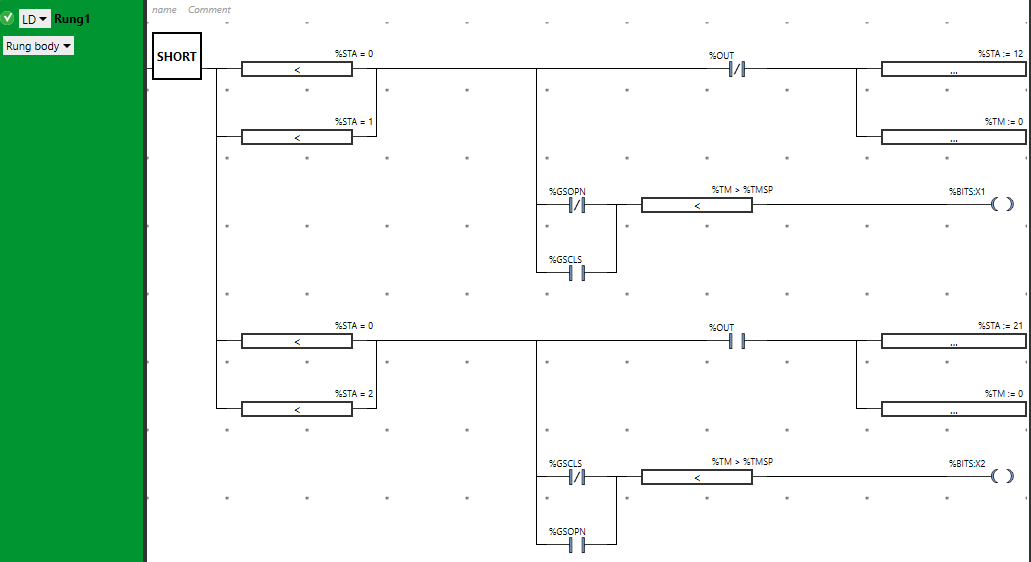 name Comment
LD Rung1
Rung body
SHORT
%STA = 0
<
%OUT
/
%STA := 12
...
%STA = 1
<
%TM := 0
...
%GSOPN
/
%TM > %TMSP
<
%BITS:X1
( )
%GSCLS
%STA = 0
<
%OUT
%STA := 21
...
%STA = 2
<
%TM := 0
...
%GSCLS
/
%TM > %TMSP
<
%BITS:X2
( )
%GSOPN